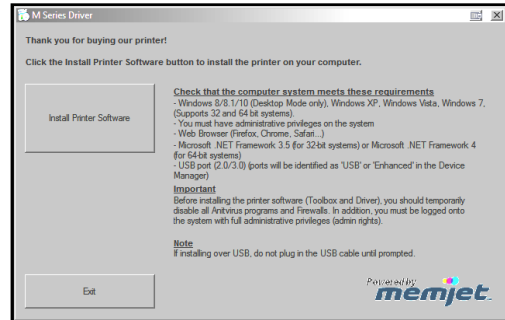 M Series Driver
Thank you for buying our printer!
Click the Install Printer Software button to install the printer on your computer.
Install Printer Software
Check that the computer system meets these requirements
- Windows 8/8.1/10 (Desktop Mode only), Windows XP, Windows Vista, Windows 7,
(Supports 32 and 64 bit systems).
- You must have administrative privileges on the system
- Web Browser (Firefox, Chrome, Safari...)
- Microsoft .NET Framework 3.5 (for 32-bit systems) or Microsoft .NET Framework 4
(for 64-bit systems)
- USB port (2.0/3.0) (ports will be identified as 'USB' or 'Enhanced' in the Device
Manager)
Important
Before installing the printer software (Toolbox and Driver), you should temporarily
disable all Anitvirus programs and Firewalls. In addition, you must be logged onto
the system with full administrative privileges (admin rights).
Note
If installing over USB, do not plug in the USB cable until prompted.
Exit
Powered by
memjet.